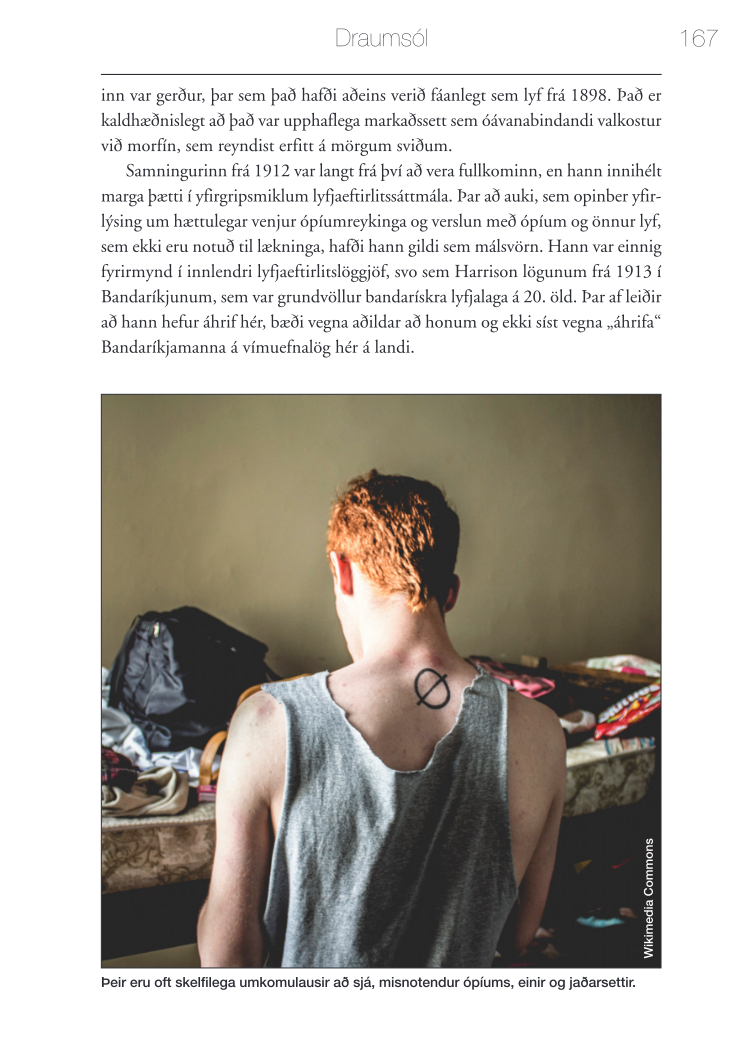 Draumsól 167
inn var gerður, þar sem það hafði aðeins verið fáanlegt sem lyf frá 1898. Það er
kaldhæðnislegt að það var upphaflega markaðssett sem óávanabindandi valkostur
við morfín, sem reyndist erfitt á mörgum sviðum.
Samningurinn frá 1912 var langt frá því að vera fullkominn, en hann innihélt
marga þætti í yfirgripsmiklum lyfjaeftirlitssáttmála. Þar að auki, sem opinber yfir-
lýsing um hættulegar venjur ópíumreykinga og verslun með ópíum og önnur lyf,
sem ekki eru notuð til lækninga, hafði hann gildi sem málsvörn. Hann var einnig
fyrirmynd í innlendri lyfjaeftirlitslöggjöf, svo sem Harrison lögunum frá 1913 í
Bandaríkjunum, sem var grundvöllur bandarískra lyfjalaga á 20. öld. Þar af leiðir
að hann hefur áhrif hér, bæði vegna aðildar að honum og ekki síst vegna „áhrifa“
Bandaríkjamanna á vímuefnalög hér á landi.
Wikimedia Commons
Þeir eru oft skelfilega umkomulausir að sjá, misnotendur ópíums, einir og jaðarsettir.